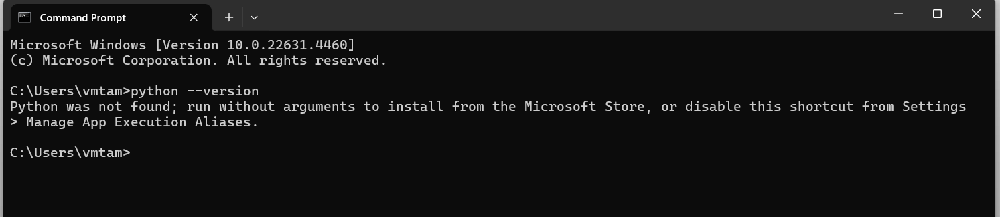 Command Prompt
Microsoft Windows [Version 10.0.22631.4460]
(c) Microsoft Corporation. All rights reserved.
C:\Users\vmtam>python --version
Python was not found; run without arguments to install from the Microsoft Store, or disable this shortcut from Settings
> Manage App Execution Aliases.
C:\Users\vmtam>